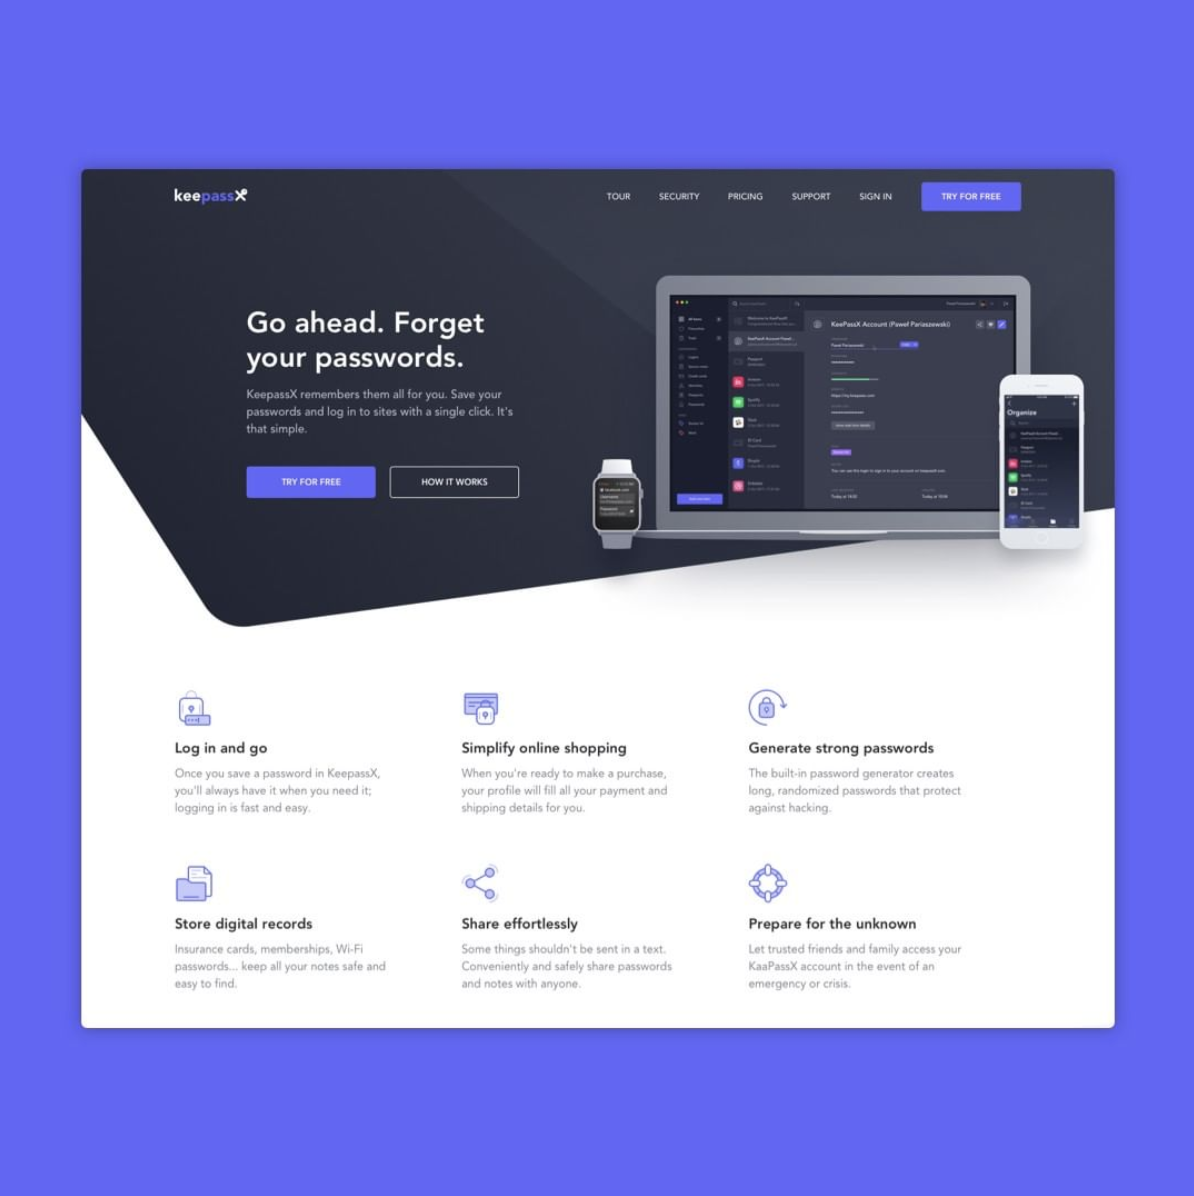 keepassX
TOUR
SECURITY
PRICING
SUPPORT
SIGN IN
TRY FOR FREE
Go ahead. Forget
your passwords.
KeepassX remembers them all for you. Save your
passwords and log in to sites with a single click. It's
that simple.
TRY FOR FREE
HOW IT WORKS
KeePassX Account (Paweł Pariaszewski)
Organize
Log in and go
Once you save a password in KeepassX,
you'll always have it when you need it;
logging in is fast and easy.
Simplify online shopping
When you're ready to make a purchase,
your profile will fill all your payment and
shipping details for you.
Generate strong passwords
The built-in password generator creates
long, randomized passwords that protect
against hacking.
Store digital records
Insurance cards, memberships, Wi-Fi
passwords... keep all your notes safe and
easy to find.
Share effortlessly
Some things shouldn't be sent in a text.
Conveniently and safely share passwords
and notes with anyone.
Prepare for the unknown
Let trusted friends and family access your
KaaPassX account in the event of an
emergency or crisis.